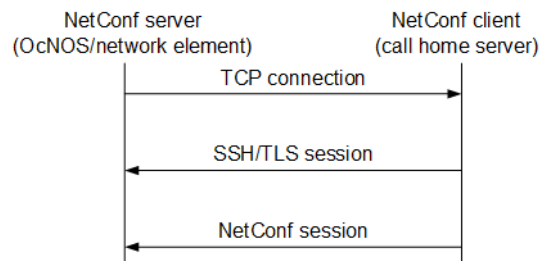 NetConf server
(OcNOS/network element)
NetConf client
(call home server)
TCP connection
SSH/TLS session
NetConf session